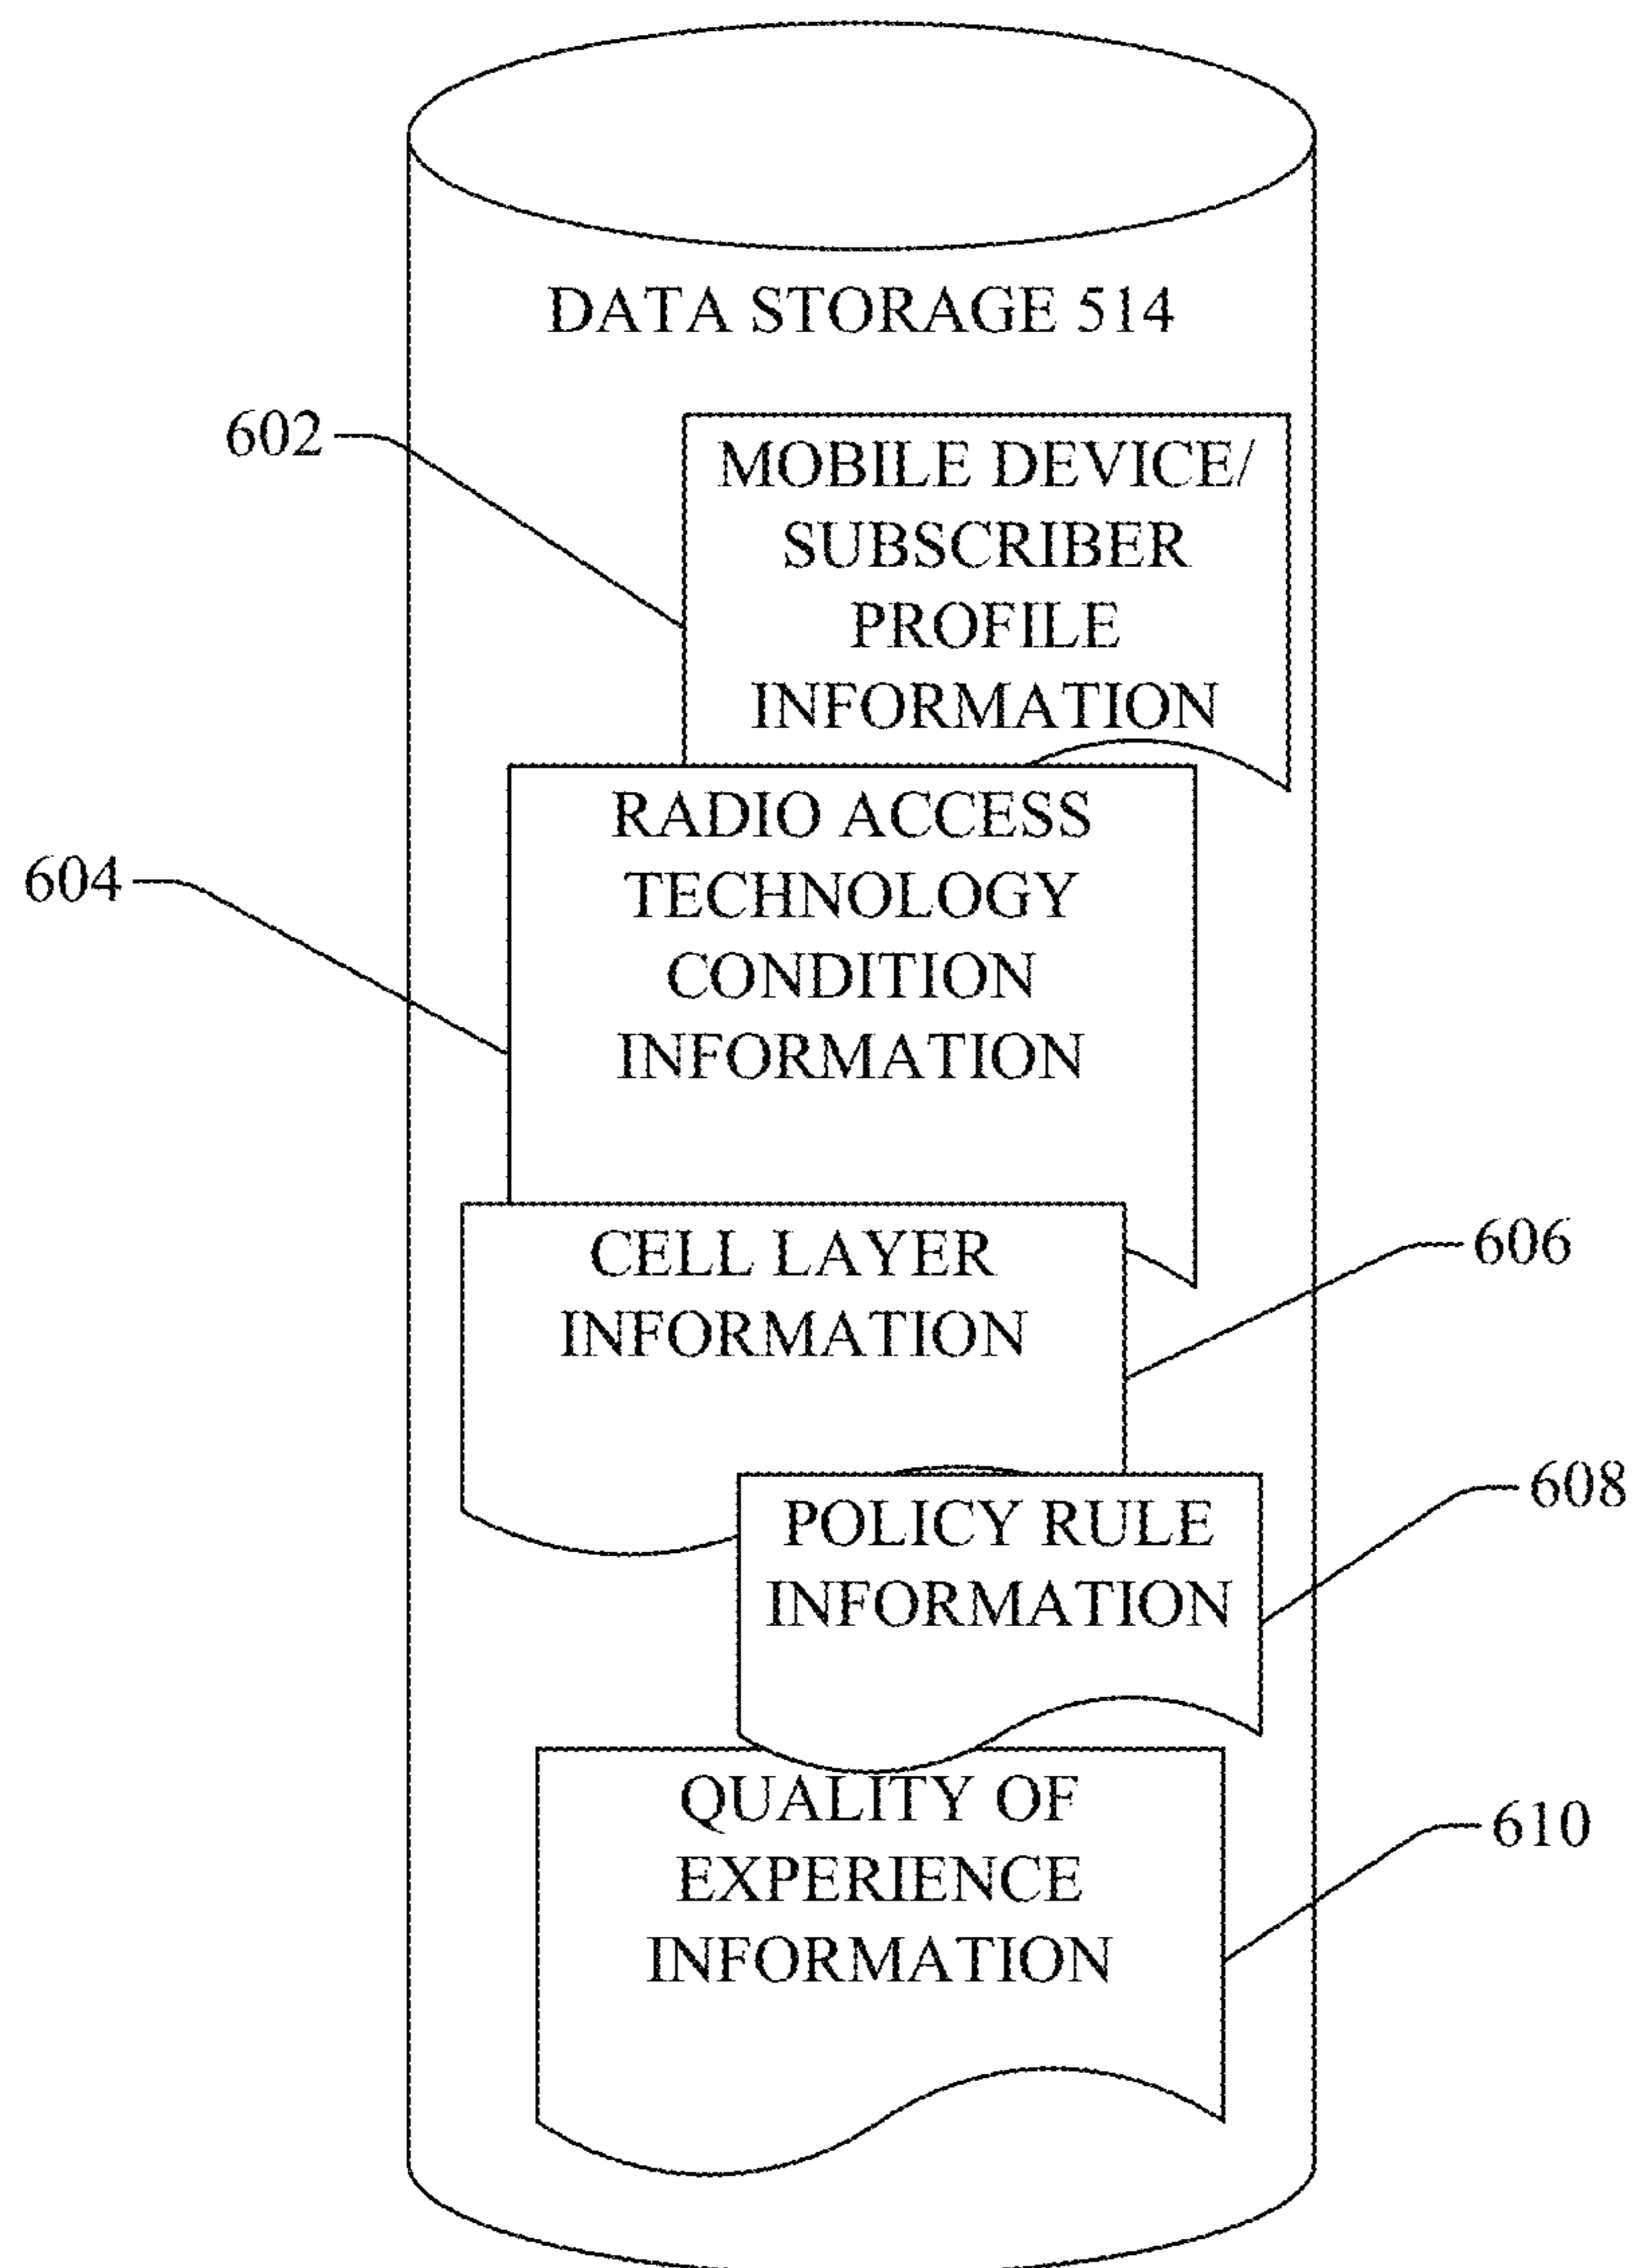 DATA STORAGE 514
602
MOBILE DEVICE/
SUBSCRIBER
PROFILE
INFORMATION
604
RADIO ACCESS
TECHNOLOGY
CONDITION
INFORMATION
606
CELL LAYER
INFORMATION
608
POLICY RULE
INFORMATION
610
QUALITY OF
EXPERIENCE
INFORMATION